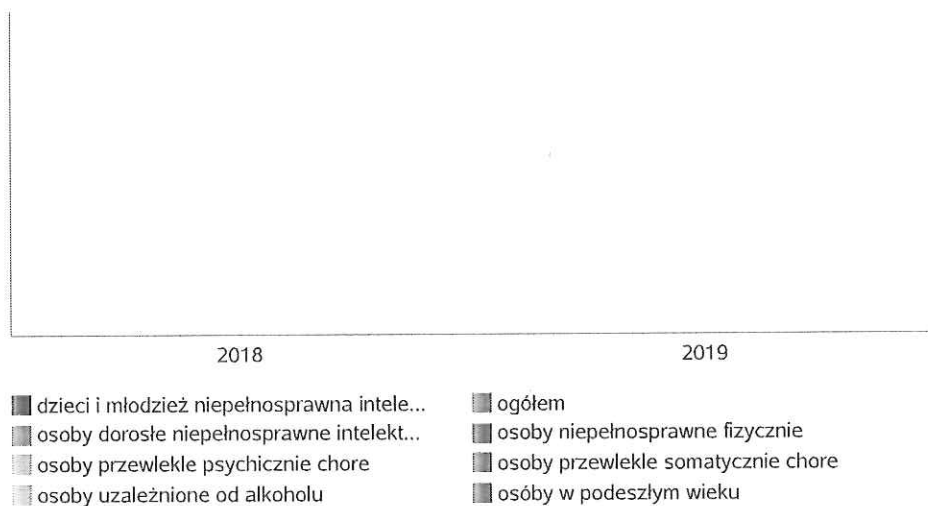 2018 2019
dzieci i młodzież niepełnosprawna intele...
osoby dorosłe niepełnosprawne intelekt...
osoby przewlekle psychicznie chore
osoby uzależnione od alkoholu
ogółem
osoby niepełnosprawne fizycznie
osoby przewlekle somatycznie chore
osóby w podeszłym wieku